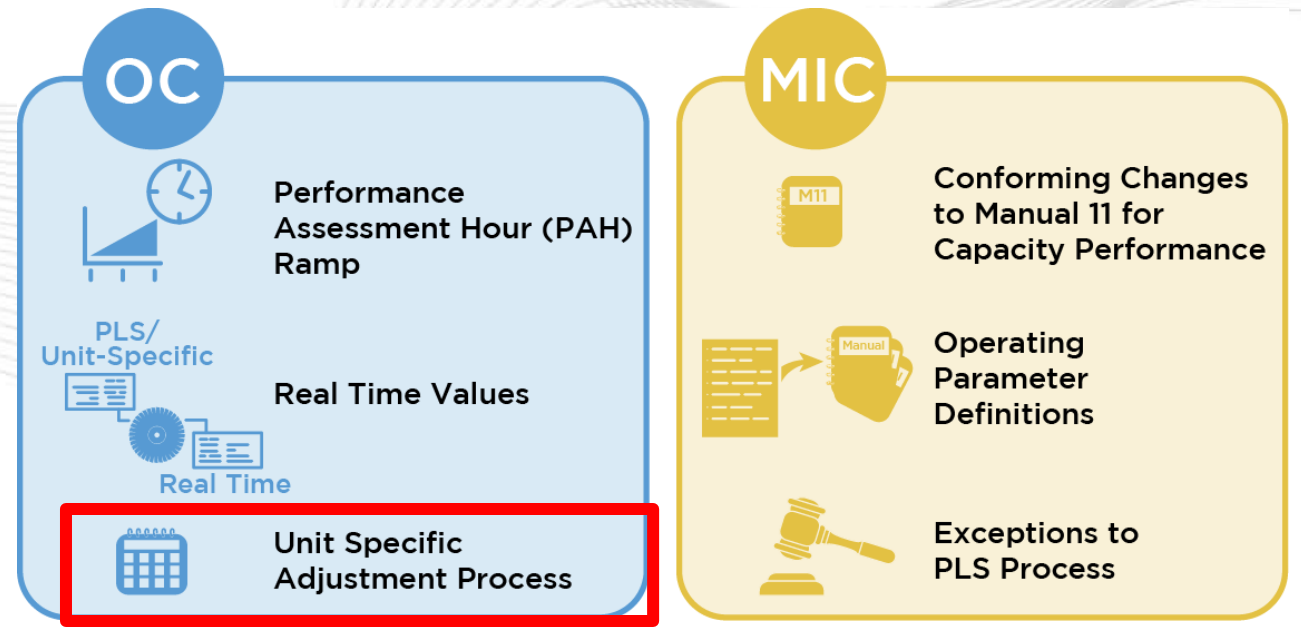 OC
Performance
Assessment Hour (PAH)
Ramp
PLS/
Unit-Specific
Real Time Values
Real Time
Unit Specific
Adjustment Process
MIC
M11
Conforming Changes
to Manual 11 for
Capacity Performance
Manual
Operating
Parameter
Definitions
Exceptions to
PLS Process